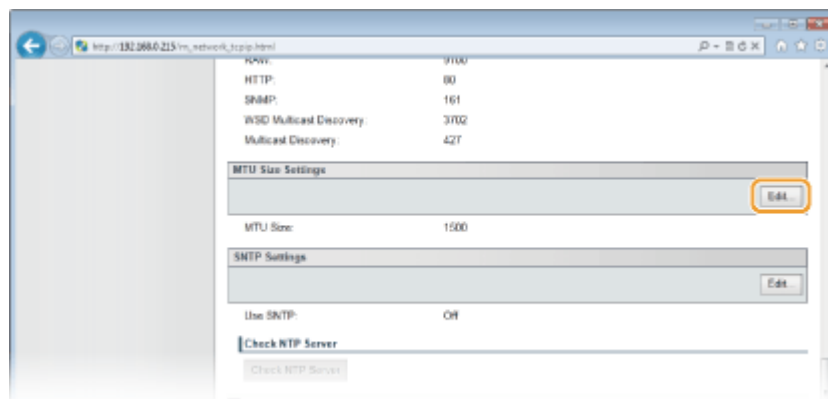 http://192.168.0.215/m_network_tcpip.html
RAW: 9100
HTTP: 80
SNMP: 161
WSD Multicast Discovery: 3702
Multicast Discovery: 427
MTU Size Settings
Edit...
MTU Size: 1500
SNTP Settings
Edit...
Use SNTP: Off
Check NTP Server
Check NTP Server